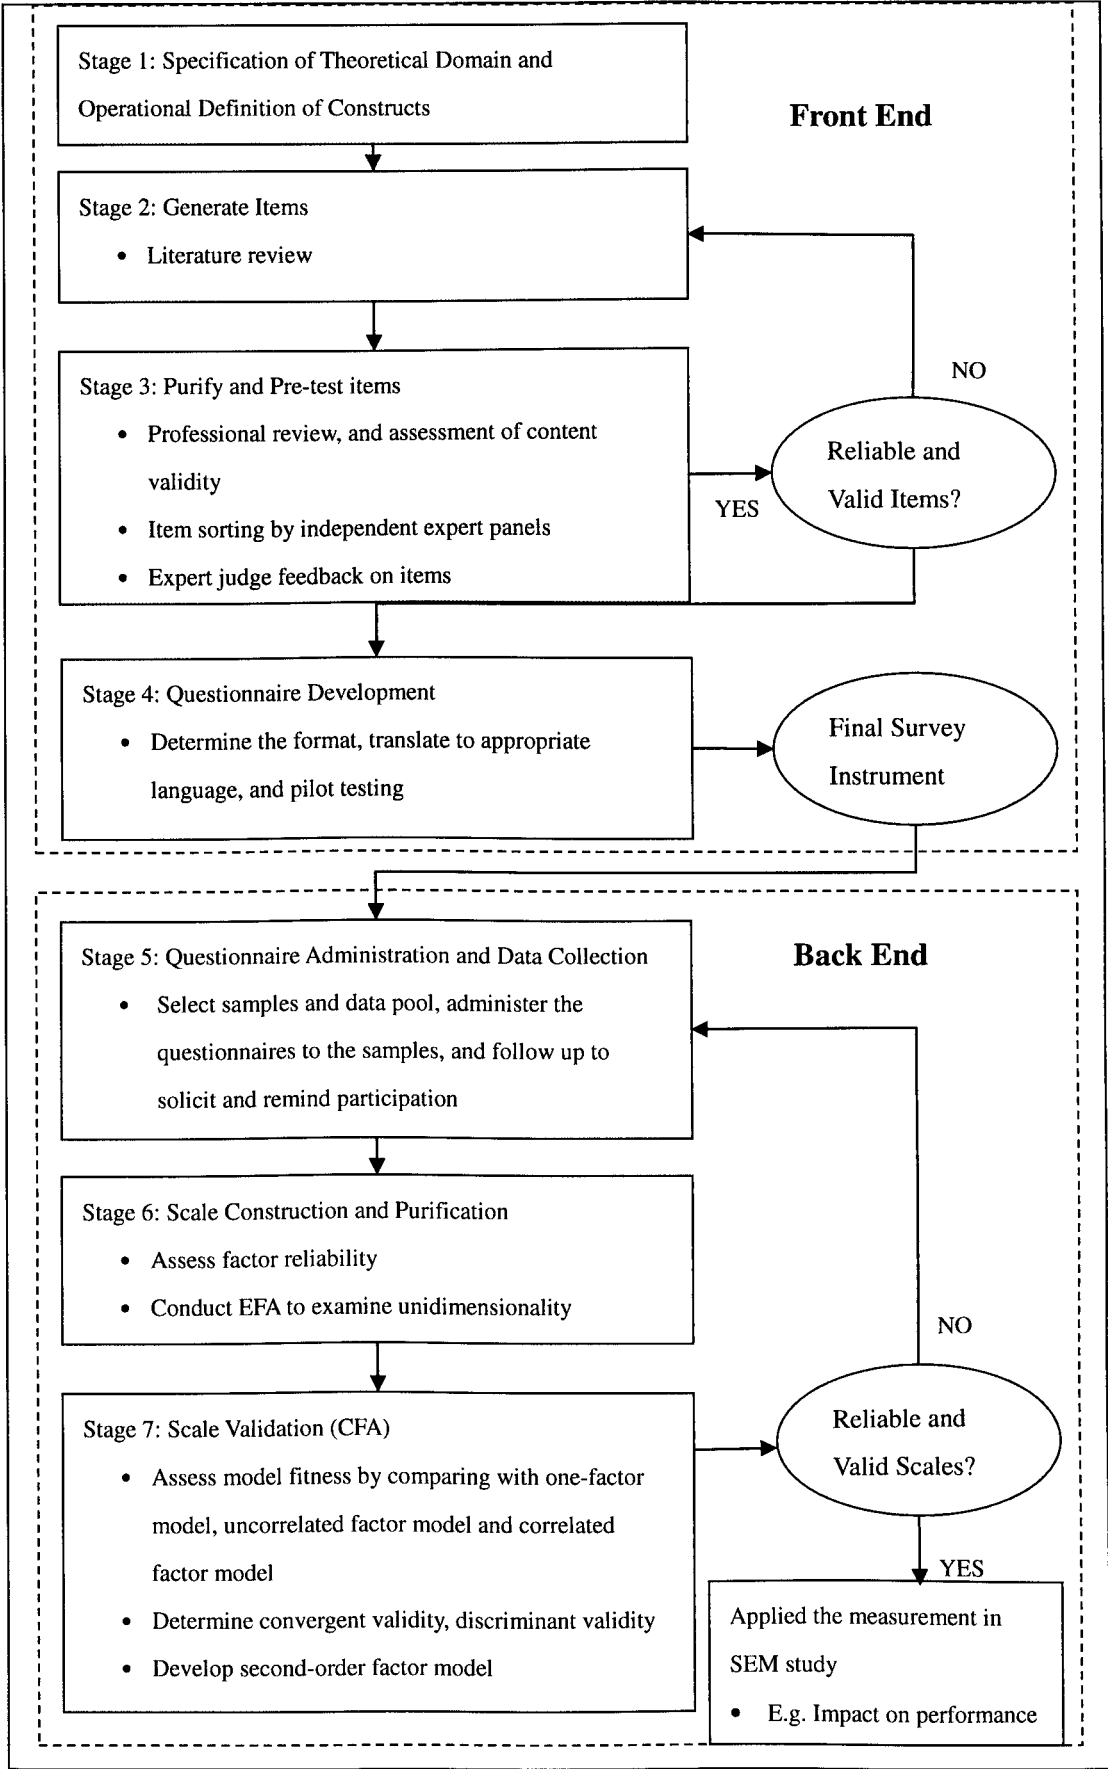 Stage 1: Specification of Theoretical Domain and
Operational Definition of Constructs
Front End
Stage 2: Generate Items
• Literature review
NO
Stage 3: Purify and Pre-test items
• Professional review, and assessment of content
validity
• Item sorting by independent expert panels
• Expert judge feedback on items
YES
Reliable and
Valid Items?
Stage 4: Questionnaire Development
• Determine the format, translate to appropriate
language, and pilot testing
Final Survey
Instrument
Back End
Stage 5: Questionnaire Administration and Data Collection
• Select samples and data pool, administer the
questionnaires to the samples, and follow up to
solicit and remind participation
Stage 6: Scale Construction and Purification
• Assess factor reliability
• Conduct EFA to examine unidimensionality
NO
Stage 7: Scale Validation (CFA)
• Assess model fitness by comparing with one-factor
model, uncorrelated factor model and correlated
factor model
• Determine convergent validity, discriminant validity
• Develop second-order factor model
Reliable and
Valid Scales?
YES
Applied the measurement in
SEM study
• E.g. Impact on performance